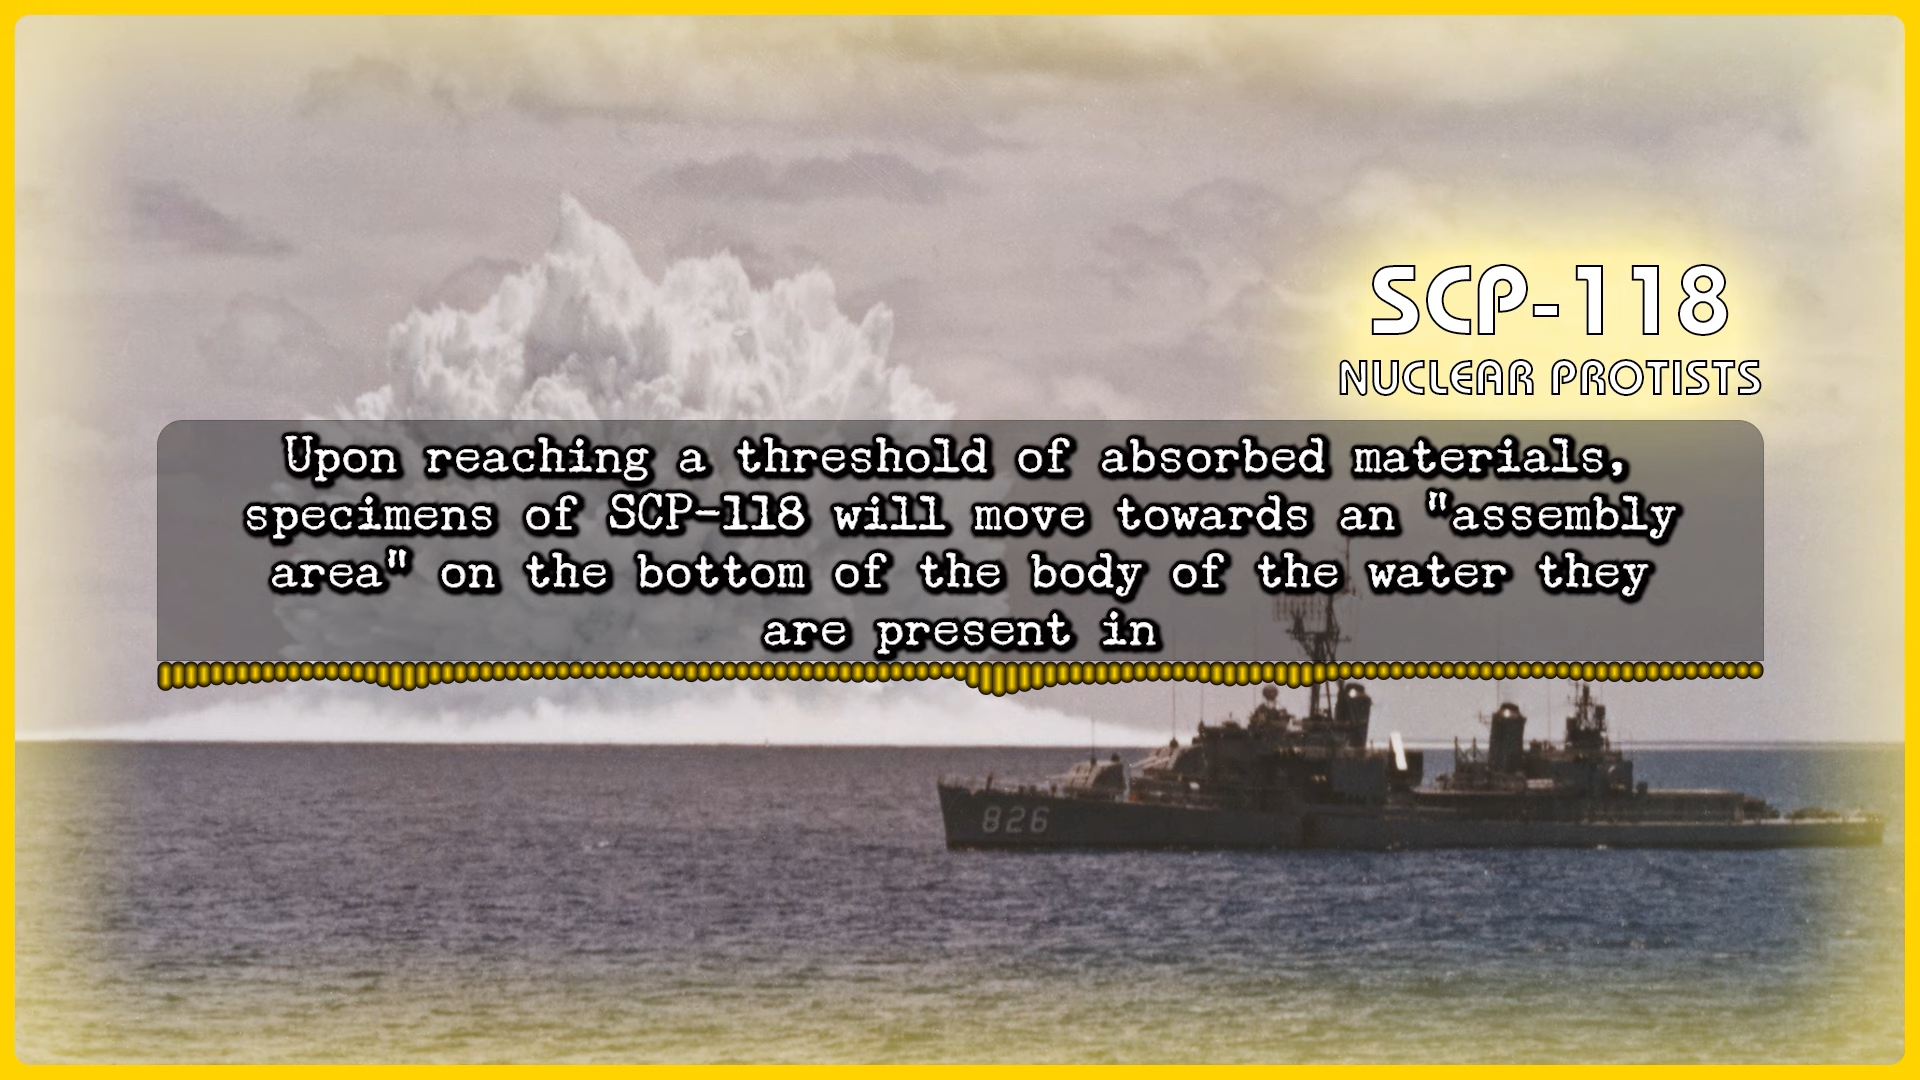 SCP-118
NUCLEAR PROTISTS
Upon reaching a threshold of absorbed materials,
specimens of SCP-118 will move towards an "assembly
area" on the bottom of the body of the water they
are present in
826